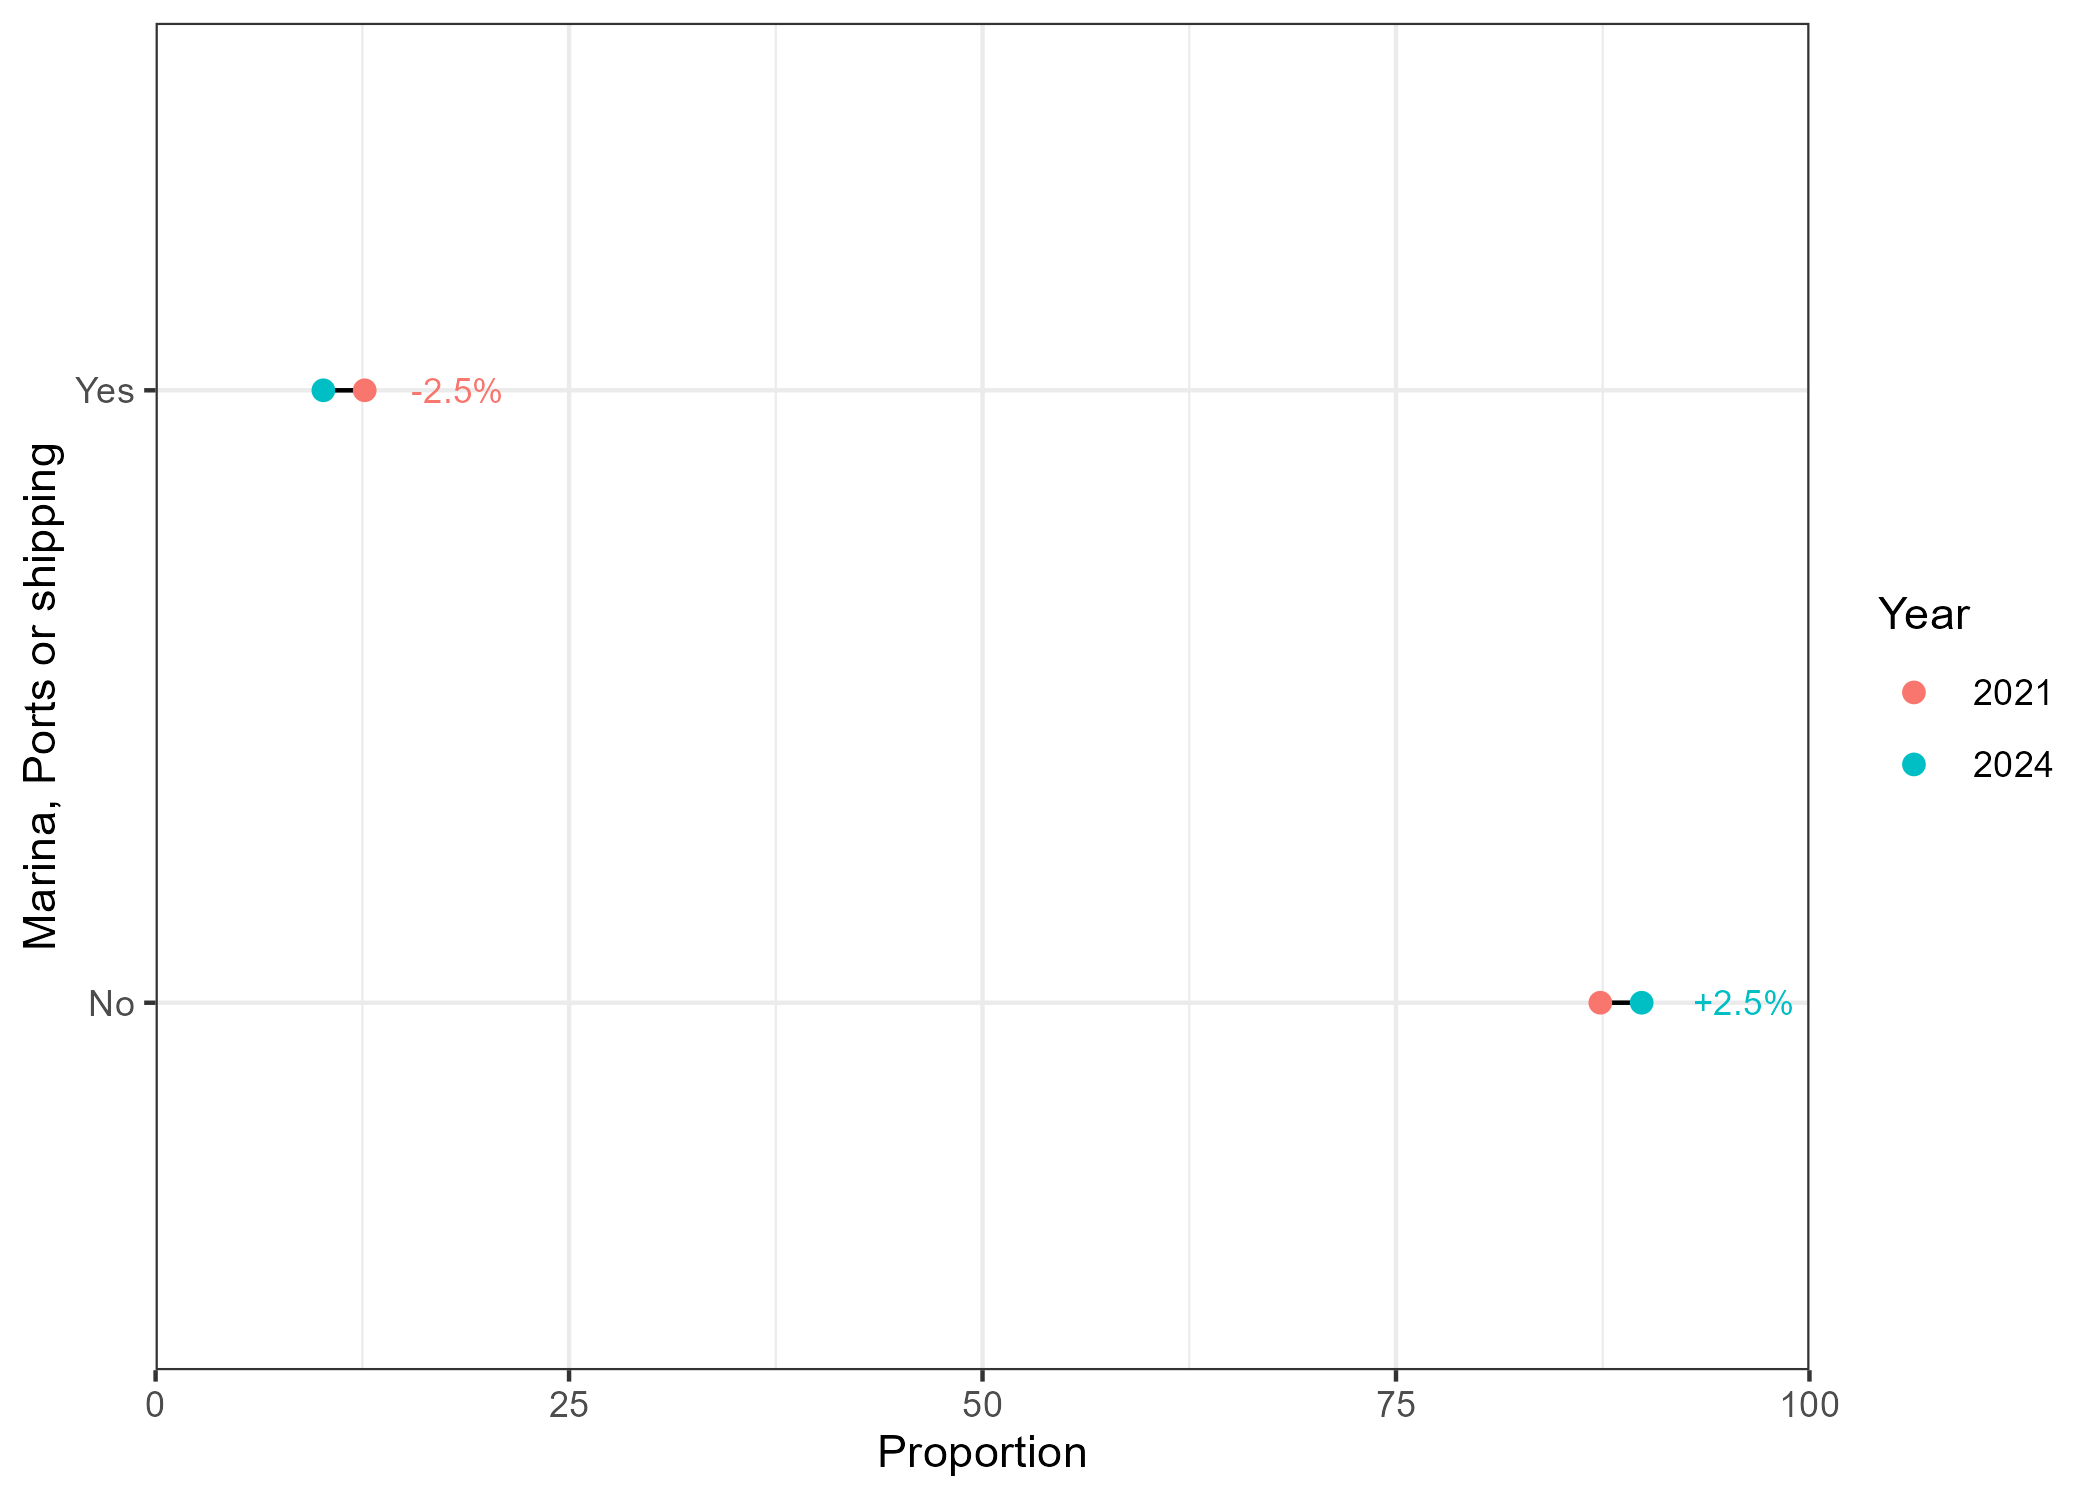 Marina, Ports or shipping
Yes
-2.5%
No
+2.5%
0
25
50
75
100
Proportion
Year
2021
2024